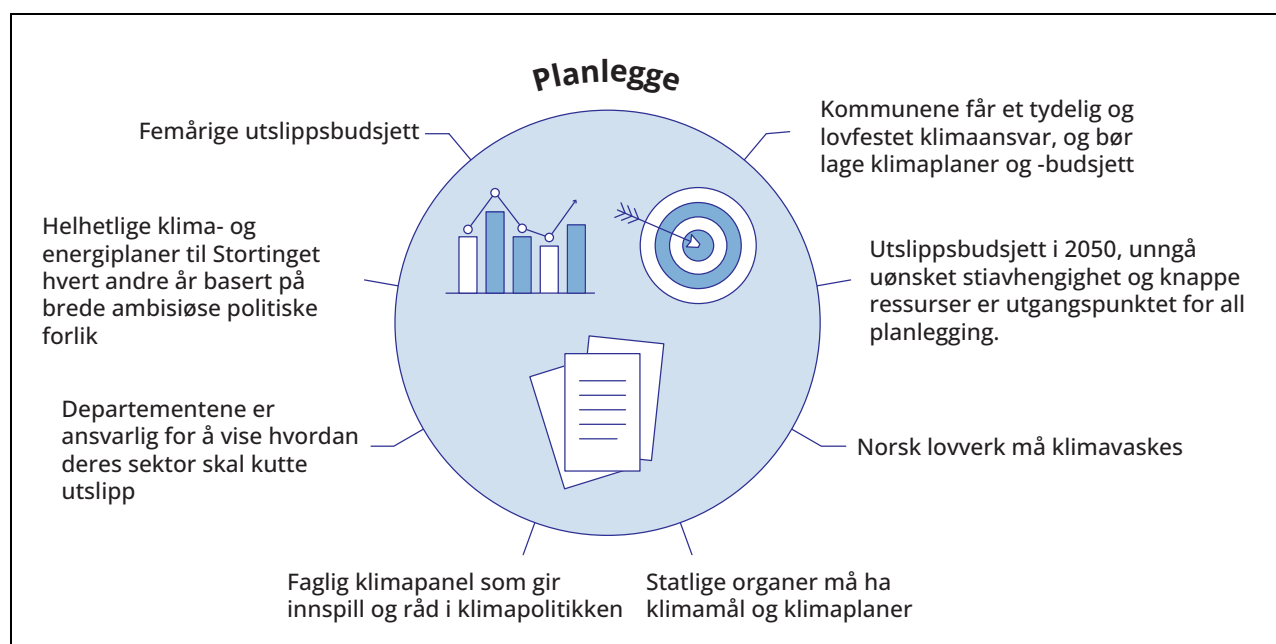 Planlegge
Femårige utslippsbudsjett
Helhetlige klima- og
energiplaner til Stortinget
hvert andre år basert på
brede ambisiøse politiske
forlik
Departementene er
ansvarlig for å vise hvordan
deres sektor skal kutte
utslipp
Faglig klimapanel som gir
innspill og råd i klimapolitikken
Statlige organer må ha
klimamål og klimaplaner
Norsk lovverk må klimavaskes
Utslippsbudsjett i 2050, unngå
uønsket stiavhengighet og knappe
ressurser er utgangspunktet for all
planlegging.
Kommunene får et tydelig og
lovfestet klimaansvar, og bør
lage klimaplaner og -budsjett